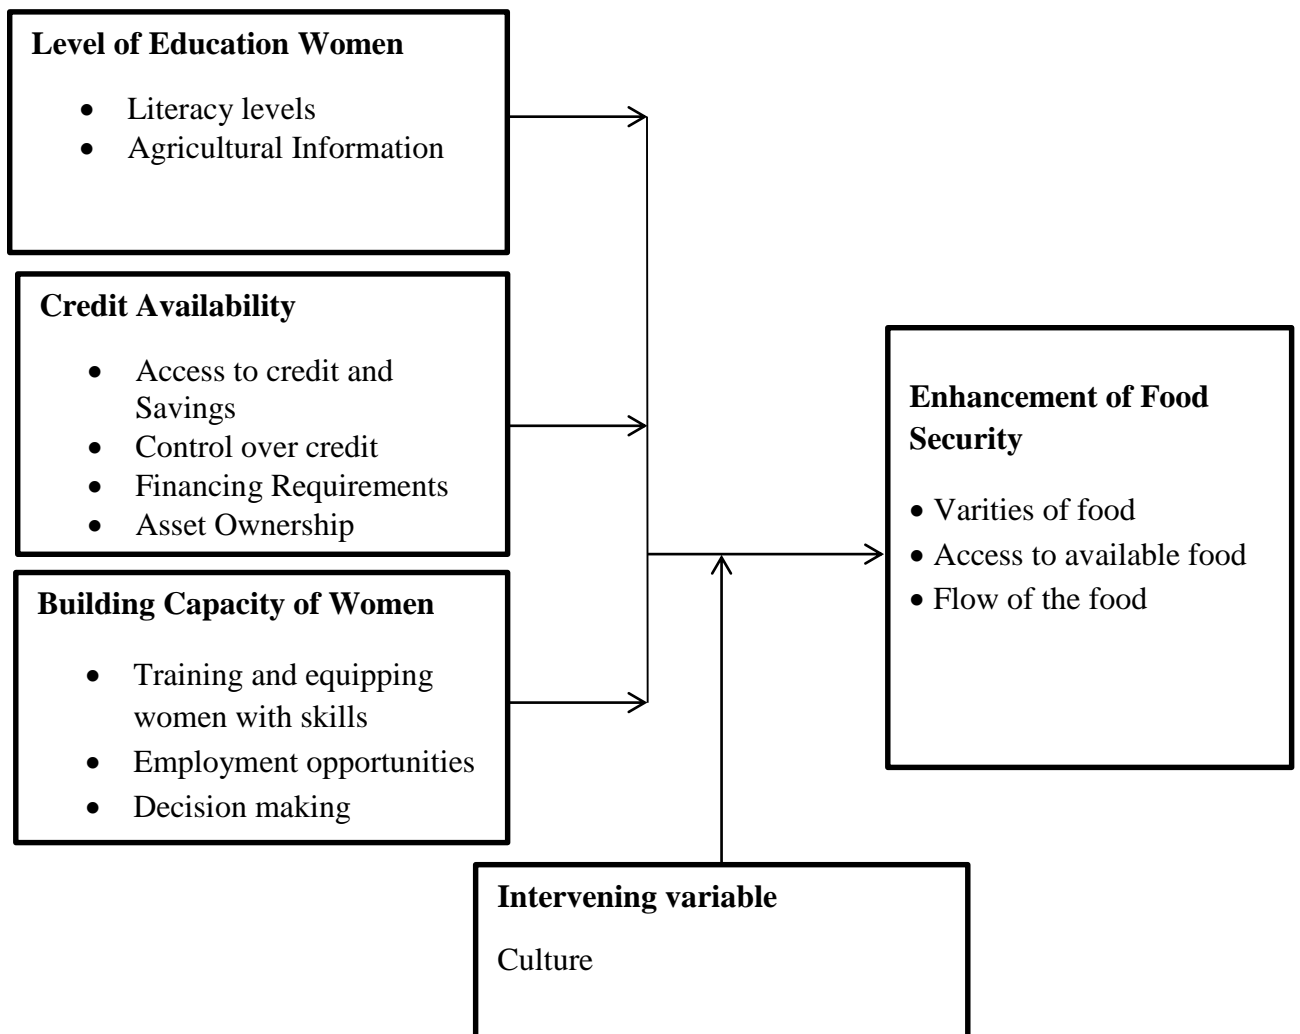 Level of Education Women
• Literacy levels
• Agricultural Information
Credit Availability
• Access to credit and
Savings
• Control over credit
• Financing Requirements
• Asset Ownership
Building Capacity of Women
• Training and equipping
women with skills
• Employment opportunities
• Decision making
Enhancement of Food
Security
• Varities of food
• Access to available food
• Flow of the food
Intervening variable
Culture